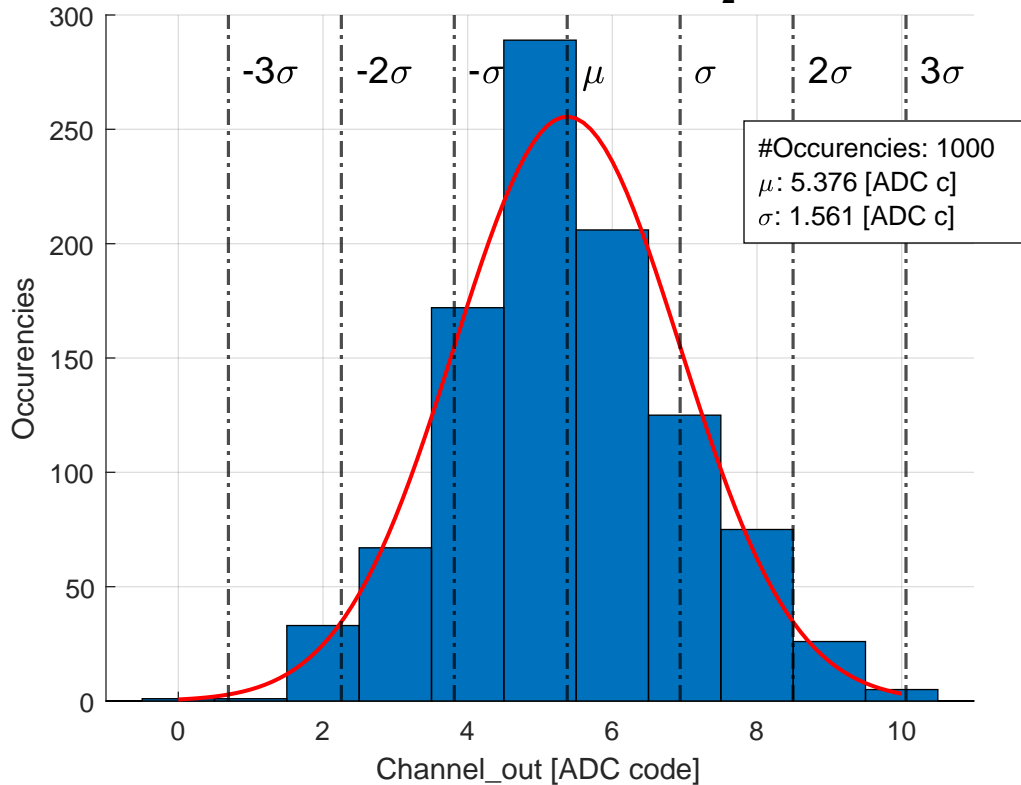 300
-3σ -2σ -σ μ σ 2σ 3σ
250
#Occurencies: 1000
μ: 5.376 [ADC c]
σ: 1.561 [ADC c]
200
150
100
50
0
Occurencies
0 2 4 6 8 10
Channel_out [ADC code]